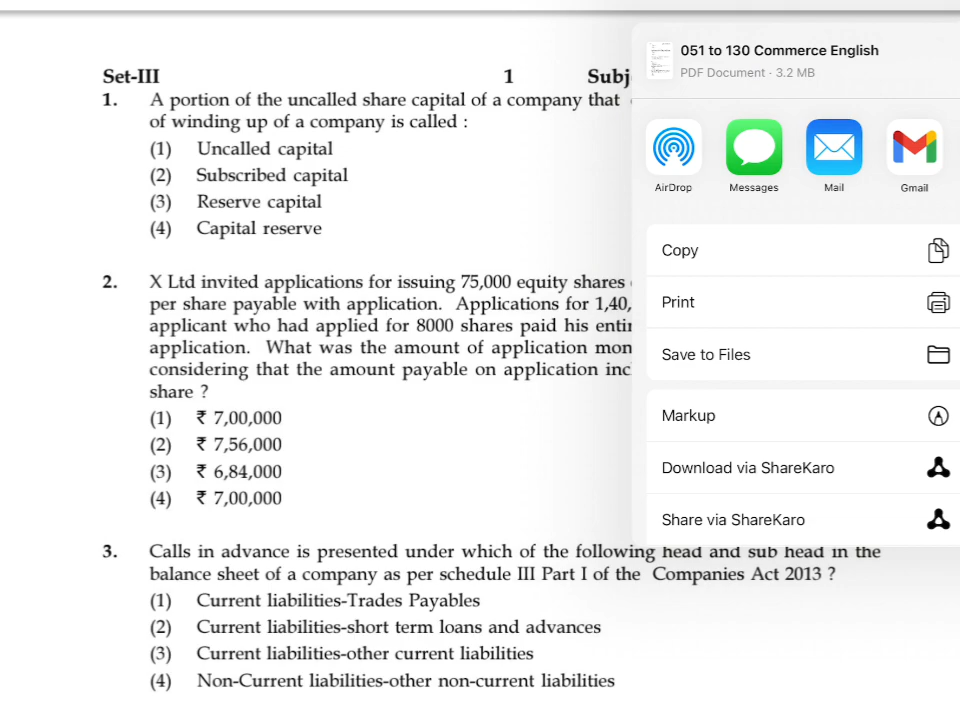 Set-III 1 Subj
1. A portion of the uncalled share capital of a company that
of winding up of a company is called :
(1) Uncalled capital
(2) Subscribed capital
(3) Reserve capital
(4) Capital reserve
2. X Ltd invited applications for issuing 75,000 equity shares
per share payable with application. Applications for 1,40,
applicant who had applied for 8000 shares paid his entir
application. What was the amount of application mon
considering that the amount payable on application inc
share ?
(1) ₹ 7,00,000
(2) ₹ 7,56,000
(3) ₹ 6,84,000
(4) ₹ 7,00,000
3. Calls in advance is presented under which of the following head and sub head in the
balance sheet of a company as per schedule III Part I of the Companies Act 2013 ?
(1) Current liabilities-Trades Payables
(2) Current liabilities-short term loans and advances
(3) Current liabilities-other current liabilities
(4) Non-Current liabilities-other non-current liabilities
051 to 130 Commerce English
PDF Document · 3.2 MB
AirDrop Messages Mail Gmail
Copy
Print
Save to Files
Markup
Download via ShareKaro
Share via ShareKaro